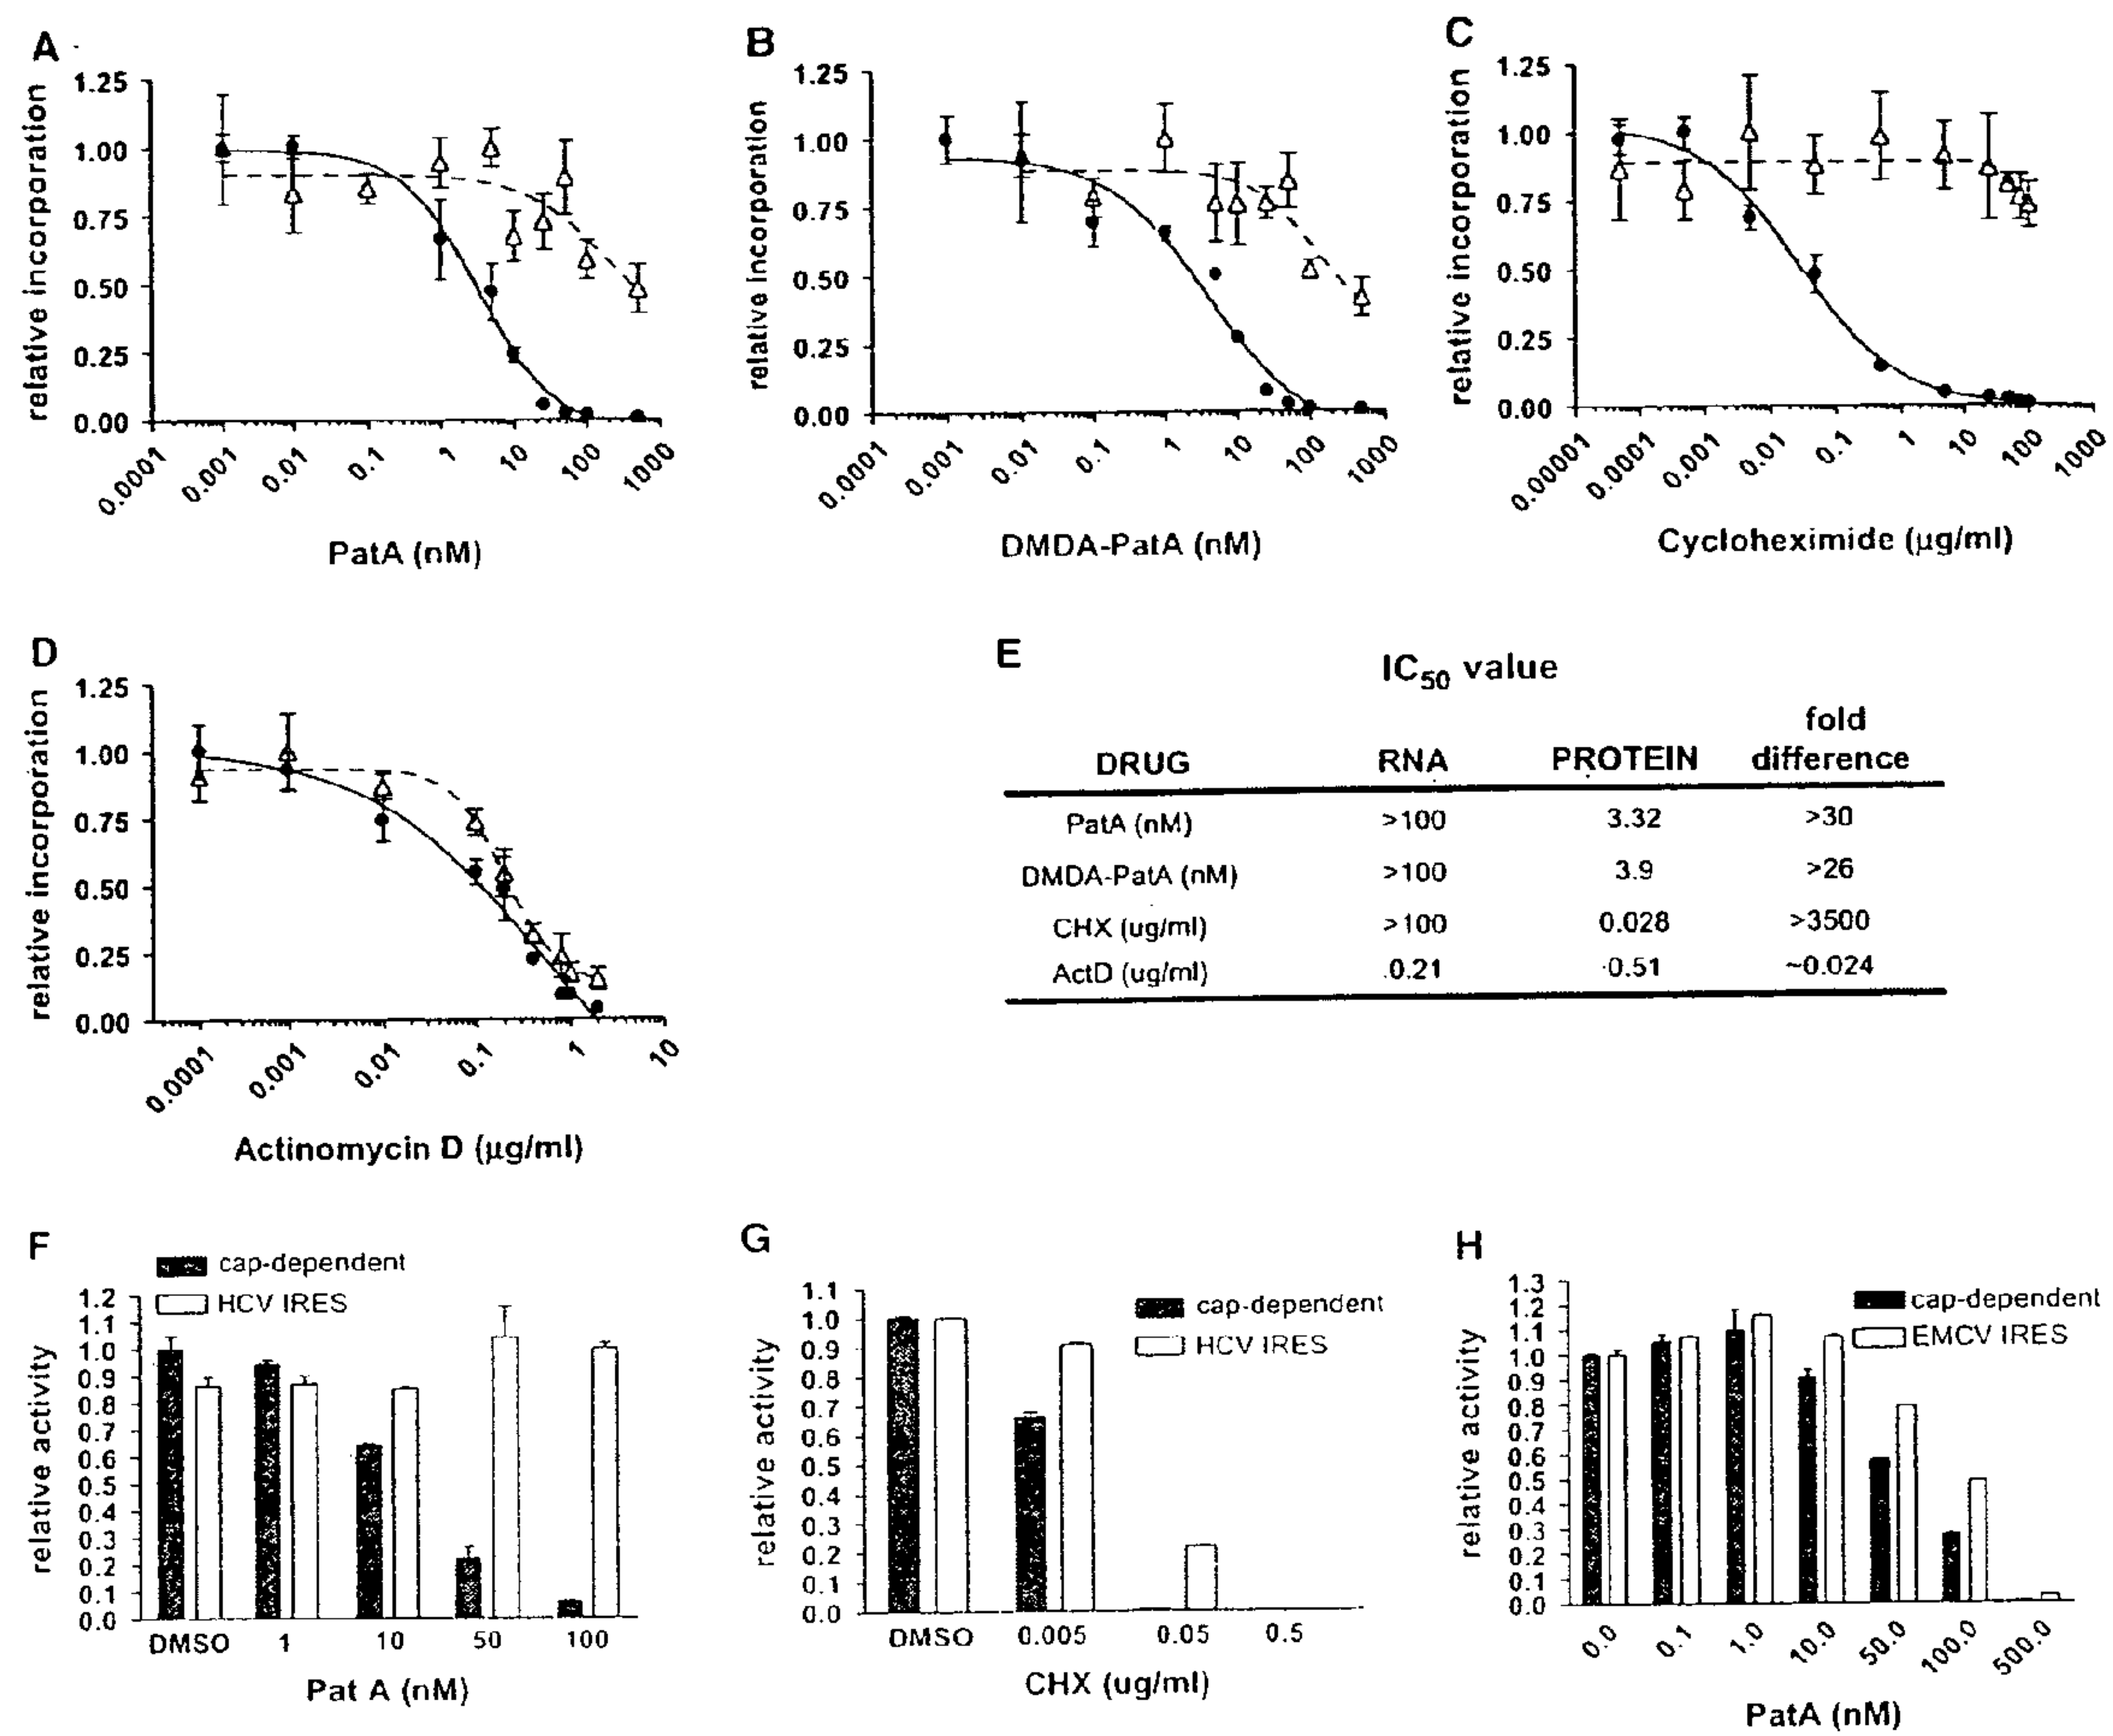 A
1.25
1.00
0.75
0.50
0.25
0.00
relative incorporation
0.0001
0.001
0.01
0.1
1
10
100
1000
PatA (nM)
B
1.25
1.00
0.75
0.50
0.25
0.00
relative incorporation
0.0001
0.001
0.01
0.1
1
10
100
1000
DMDA-PatA (nM)
C
1.25
1.00
0.75
0.50
0.25
0.00
relative incorporation
0.00001
0.0001
0.001
0.01
0.1
1
10
100
1000
Cycloheximide (µg/ml)
D
1.25
1.00
0.75
0.50
0.25
0.00
relative incorporation
0.0001
0.001
0.01
0.1
1
10
Actinomycin D (µg/ml)
E
IC50 value
DRUG RNA PROTEIN fold difference
PatA (nM) >100 3.32 >30
DMDA-PatA (nM) >100 3.9 >26
CHX (ug/ml) >100 0.028 >3500
ActD (ug/ml) 0.21 0.51 ~0.024
F
cap-dependent
HCV IRES
1.2
1.1
1.0
0.9
0.8
0.7
0.6
0.5
0.4
0.3
0.2
0.1
0.0
relative activity
DMSO 1 10 50 100
Pat A (nM)
G
cap-dependent
HCV IRES
1.1
1.0
0.9
0.8
0.7
0.6
0.5
0.4
0.3
0.2
0.1
0.0
relative activity
DMSO 0.005 0.05 0.5
CHX (ug/ml)
H
cap-dependent
EMCV IRES
1.3
1.2
1.1
1.0
0.9
0.8
0.7
0.6
0.5
0.4
0.3
0.2
0.1
0.0
relative activity
0.0
0.1
1.0
10.0
50.0
100.0
500.0
PatA (nM)